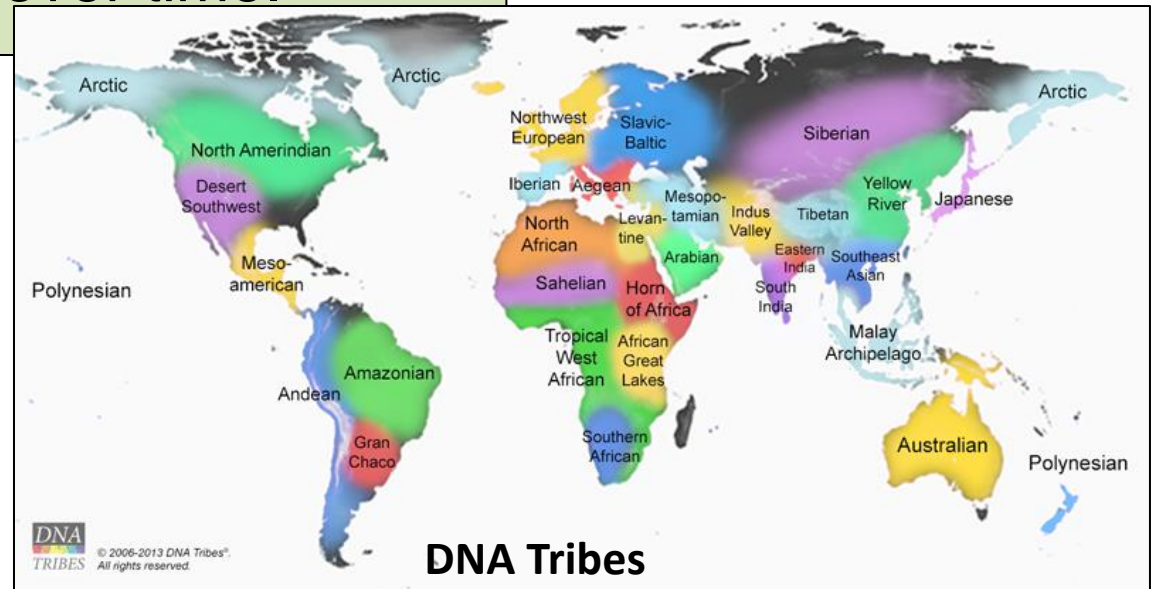 over time.
Arctic
Arctic
Arctic
Northwest
European
Slavic-
Baltic
Siberian
North Amerindian
Iberian
Aegean
Desert
Southwest
Mesopo-
tamian
Indus
Valley
Tibetan
Yellow
River
Japanese
North
African
Levan-
tine
Arabian
Eastern
India
Southeast
Asian
Meso-
american
Polynesian
Sahelian
Horn
of Africa
South
India
Tropical
West
African
African
Great
Lakes
Malay
Archipelago
Amazonian
Andean
Gran
Chaco
Southern
African
Australian
Polynesian
DNA
TRIBES
© 2006-2013 DNA Tribes®.
All rights reserved.
DNA Tribes